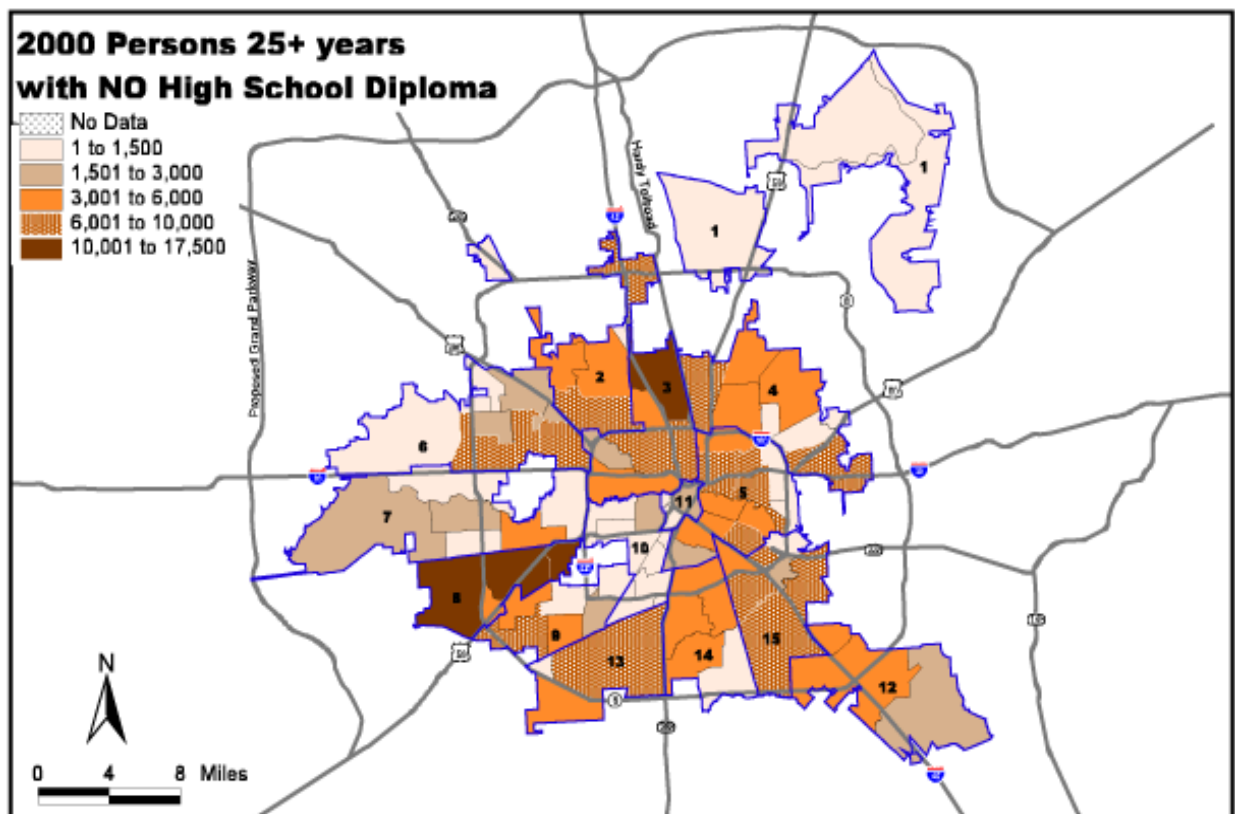 2000 Persons 25+ years
with NO High School Diploma
No Data
1 to 1,500
1,501 to 3,000
3,001 to 6,000
6,001 to 10,000
10,001 to 17,500
Hardy Tollroad
Proposed Grand Parkway
1
1
2
3
4
6
5
7
11
10
8
9
13
14
15
12
N
0 4 8 Miles